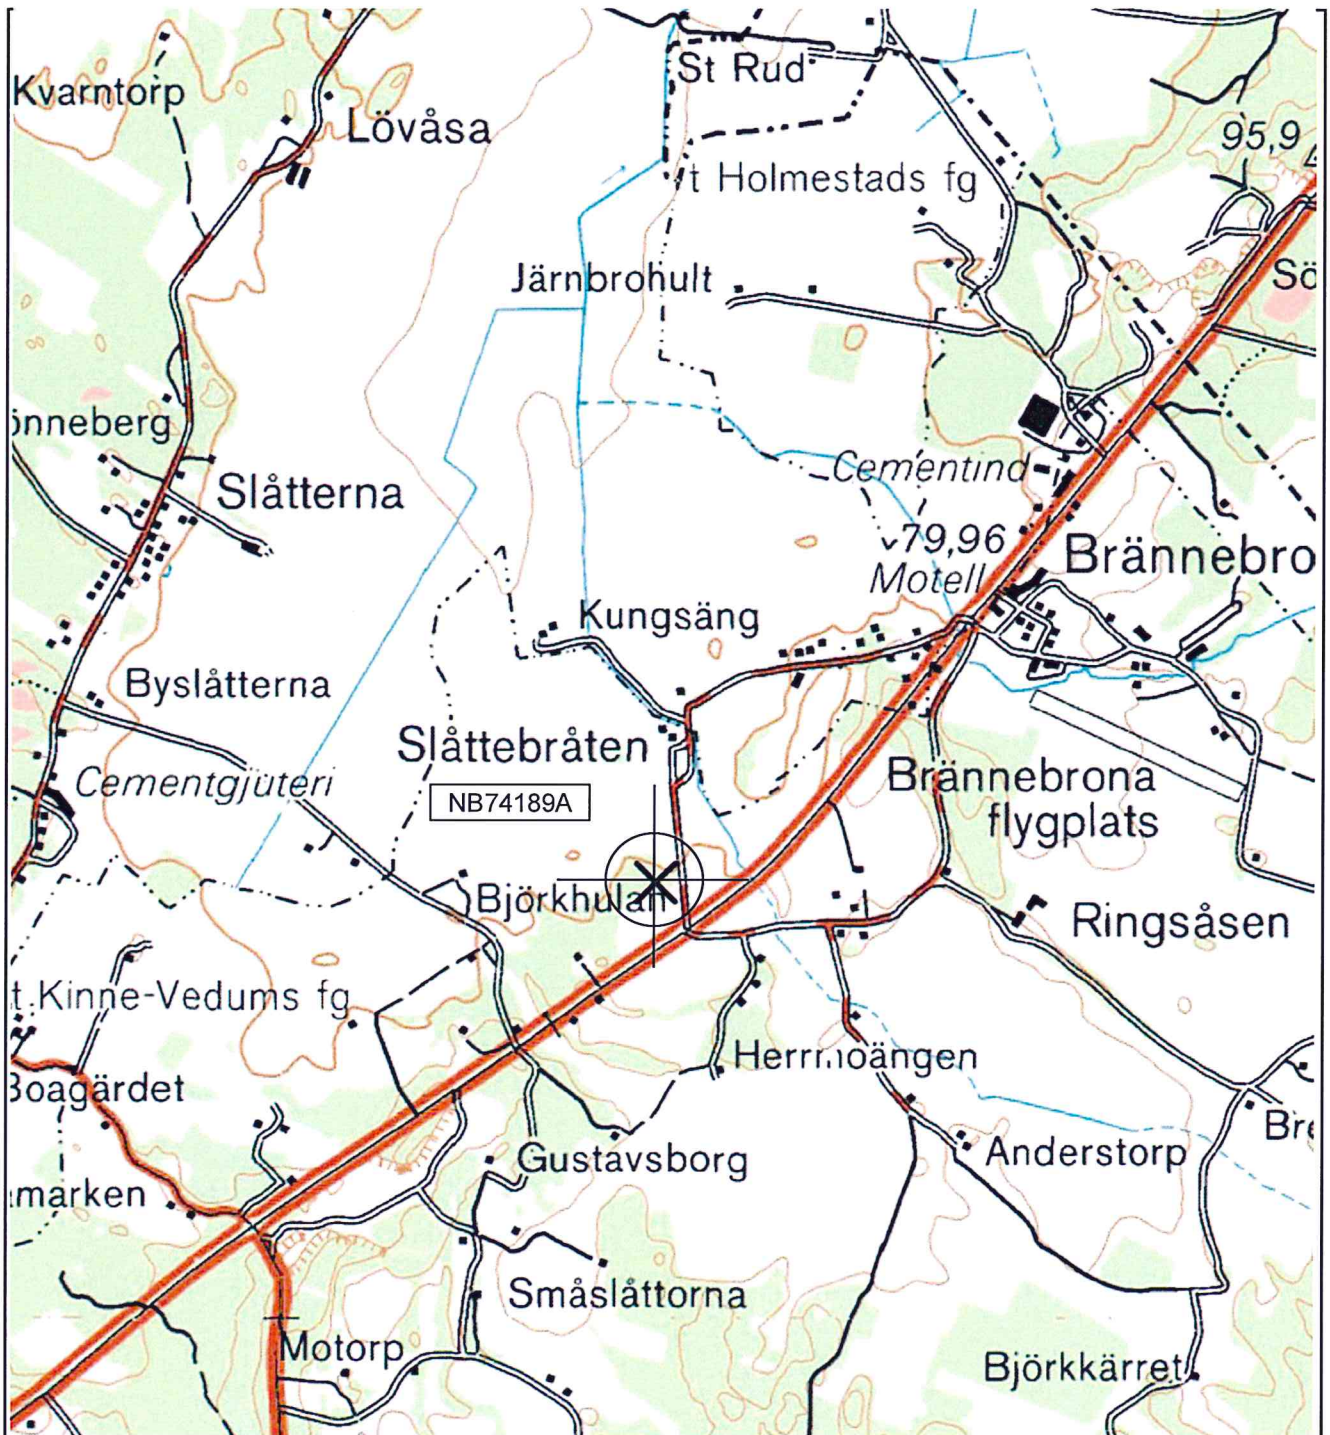 St Rud
Kvarntorp
Lövåsa
95,9
t Holmestads fg
Järnbrohult
Sö
önneberg
Cementind
Slåtterna
79,96
Brännebro
Motell
Kungsäng
Byslåtterna
Slåttebråten
Cementgjuteri
Brännebrona
flygplats
NB74189A
Björkhulan
Ringsåsen
t. Kinne-Vedums fg
Herrmoängen
Boagärdet
Bre
Gustavsborg
Anderstorp
marken
Småslåttorna
Motorp
Björkkärret